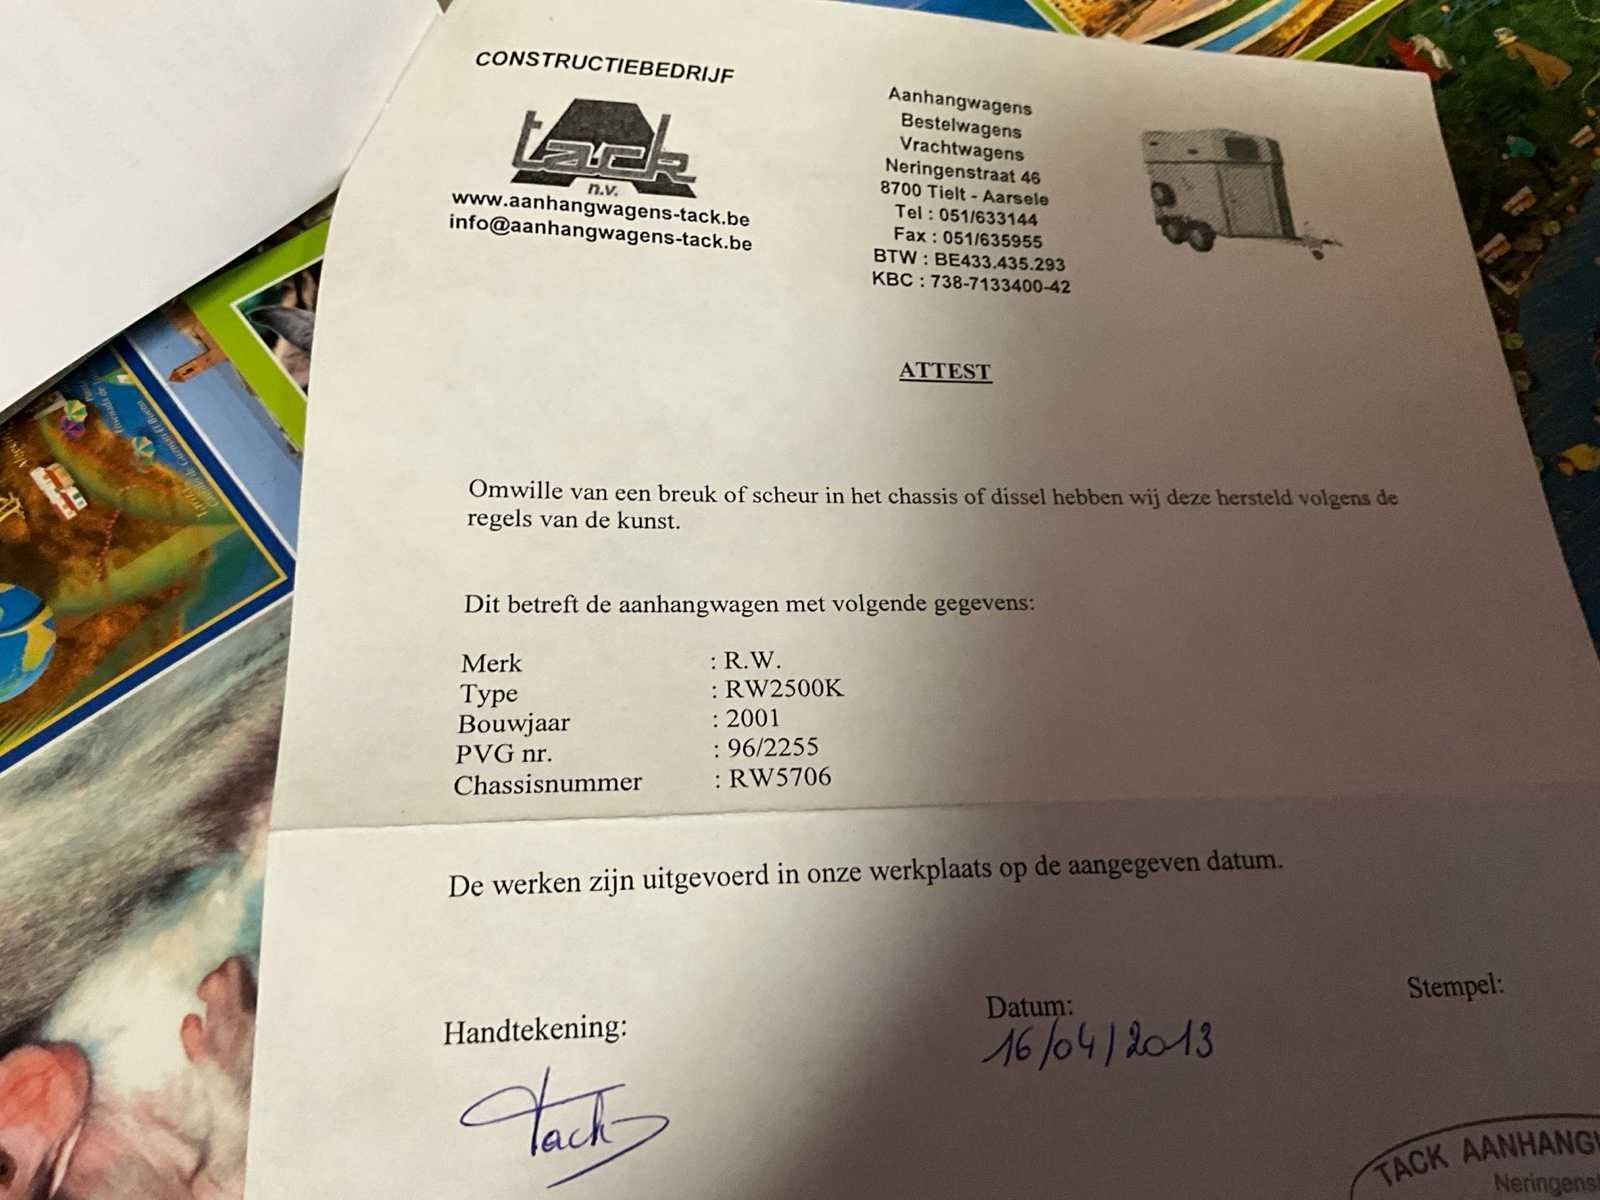 CONSTRUCTIEBEDRIJF
tack
n.v.
www.aanhangwagens-tack.be
info@aanhangwagens-tack.be
Aanhangwagens
Bestelwagens
Vrachtwagens
Neringenstraat 46
8700 Tielt - Aarsele
Tel : 051/633144
Fax : 051/635955
BTW : BE433.435.293
KBC : 738-7133400-42
ATTEST
Omwille van een breuk of scheur in het chassis of dissel hebben wij deze hersteld volgens de
regels van de kunst.
Dit betreft de aanhangwagen met volgende gegevens:
Merk : R.W.
Type : RW2500K
Bouwjaar : 2001
PVG nr. : 96/2255
Chassisnummer : RW5706
De werken zijn uitgevoerd in onze werkplaats op de aangegeven datum.
Handtekening:
Datum:
Stempel:
16/04/2013
Tack
TACK AANHANG
Neringens